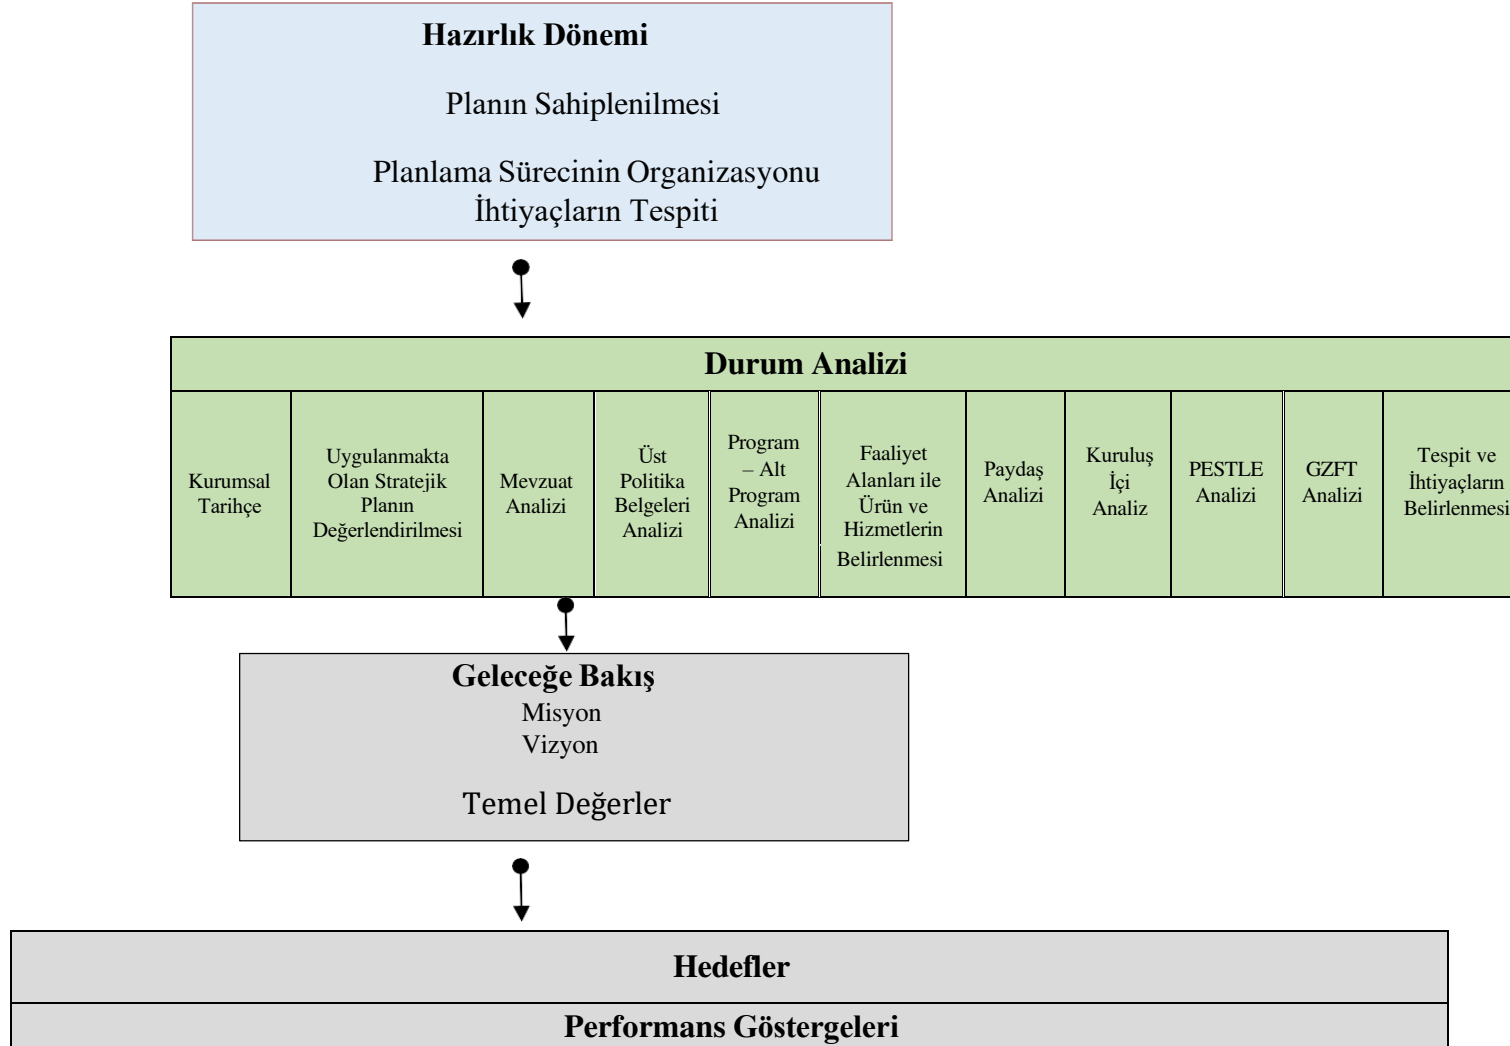 Hazırlık Dönemi
Planın Sahiplenilmesi
Planlama Sürecinin Organizasyonu
İhtiyaçların Tespiti
Durum Analizi
Kurumsal
Tarihçe
Uygulanmakta
Olan Stratejik
Planın
Değerlendirilmesi
Mevzuat
Analizi
Üst
Politika
Belgeleri
Analizi
Program
– Alt
Program
Analizi
Faaliyet
Alanları ile
Ürün ve
Hizmetlerin
Belirlenmesi
Paydaş
Analizi
Kuruluş
İçi
Analiz
PESTLE
Analizi
GZFT
Analizi
Tespit ve
İhtiyaçların
Belirlenmesi
Geleceğe Bakış
Misyon
Vizyon
Temel Değerler
Hedefler
Performans Göstergeleri